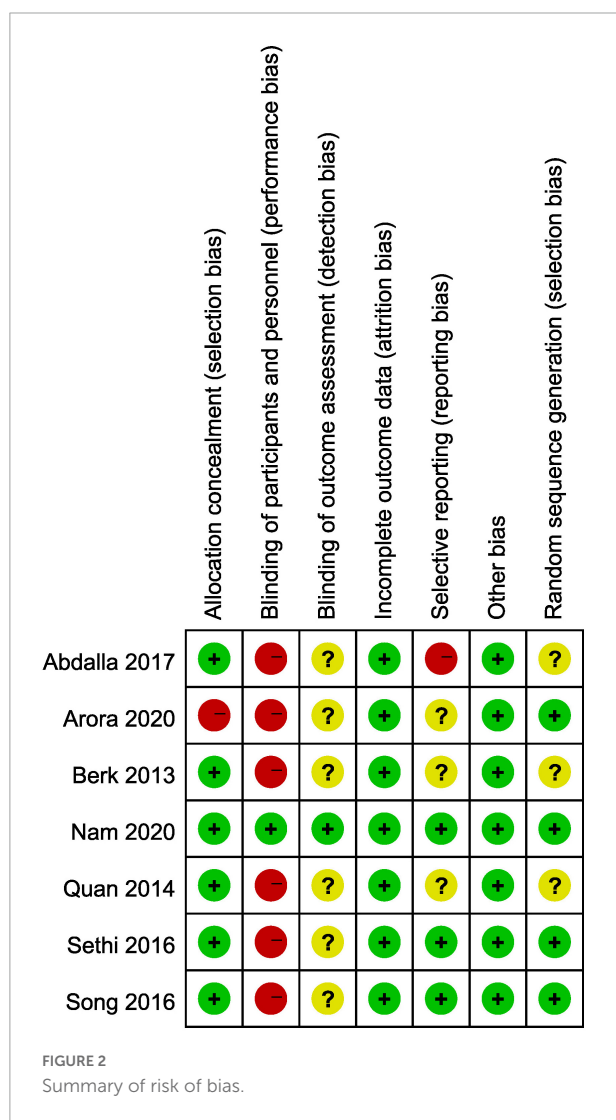 Allocation concealment (selection bias)
Blinding of participants and personnel (performance bias)
Blinding of outcome assessment (detection bias)
Incomplete outcome data (attrition bias)
Selective reporting (reporting bias)
Other bias
Random sequence generation (selection bias)
Abdalla 2017 + − ? + − + ?
Arora 2020 − − ? + ? + +
Berk 2013 + − ? + ? + ?
Nam 2020 + + + + + + +
Quan 2014 + − ? + ? + ?
Sethi 2016 + − ? + + + +
Song 2016 + − ? + + + +
FIGURE 2
Summary of risk of bias.